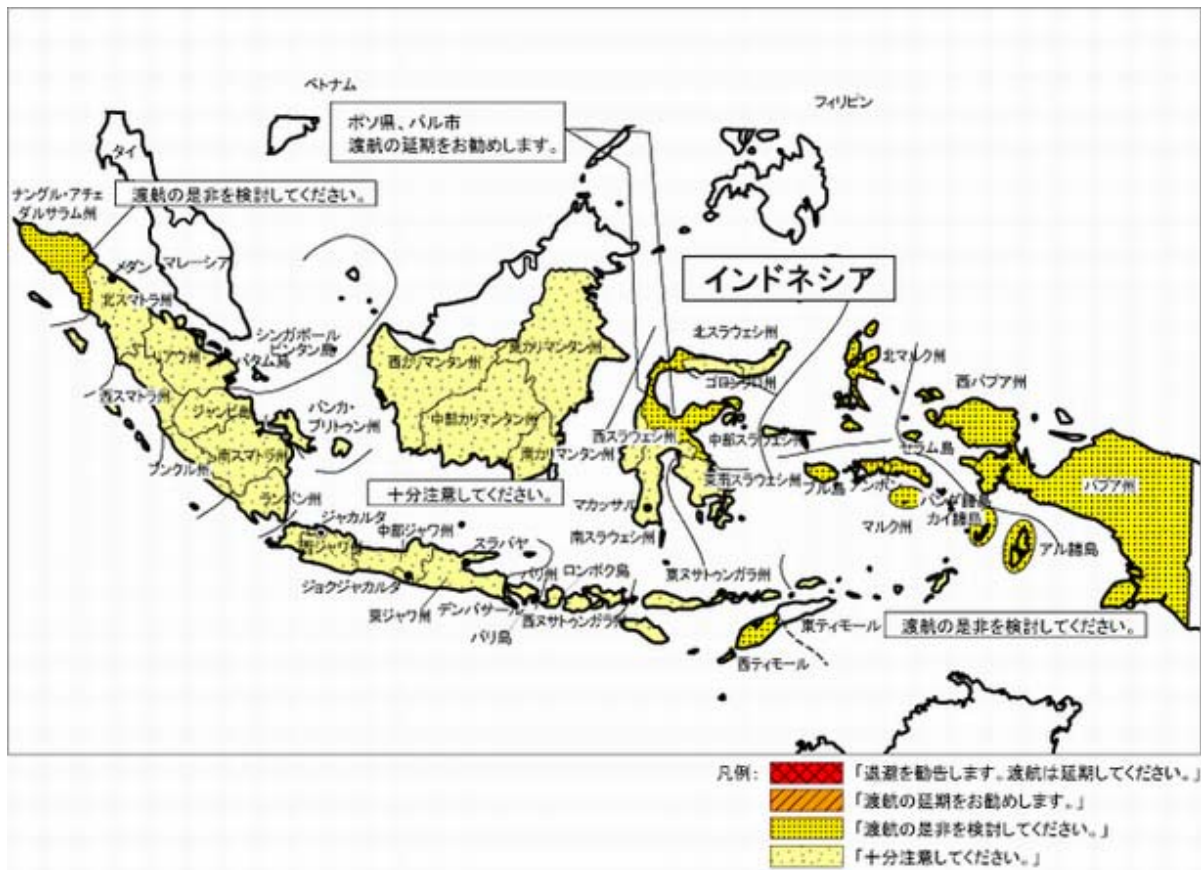 ベトナム
フィリピン
ポソ県、パル市
渡航の延期をお勧めします。
タイ
渡航の是非を検討してください。
ナングル・アチェ
ダルサラム州
メダン
マレーシア
インドネシア
北スマトラ州
シンガポール
ビンタン島
北スラウェシ州
リアウ州
バタム島
西カリマンタン州
東カリマンタン州
北マルク州
ゴロンタロ州
西パプア州
西スマトラ州
ジャンビ島
バンカ・
ブリトゥン州
中部カリマンタン州
西スラウェシ州
中部スラウェシ州
セラム島
南スマトラ州
南カリマンタン州
東南スラウェシ州
ブル島
アンボン
パプア州
ブンクル州
十分注意してください。
ランパン州
マカッサル
バンダ諸島
カイ諸島
マルク州
ジャカルタ
中部ジャワ州
南スラウェシ州
アル諸島
西ジャワ島
スラバヤ
バリ州
ロンボク島
東ヌサトゥンガラ州
ジョクジャカルタ
東ジャワ州
デンパサール
西ヌサトゥンガラ州
東ティモール
渡航の是非を検討してください。
バリ島
西ティモール
凡例:
「退避を勧告します。渡航は延期してください。」
「渡航の延期をお勧めします。」
「渡航の是非を検討してください。」
「十分注意してください。」